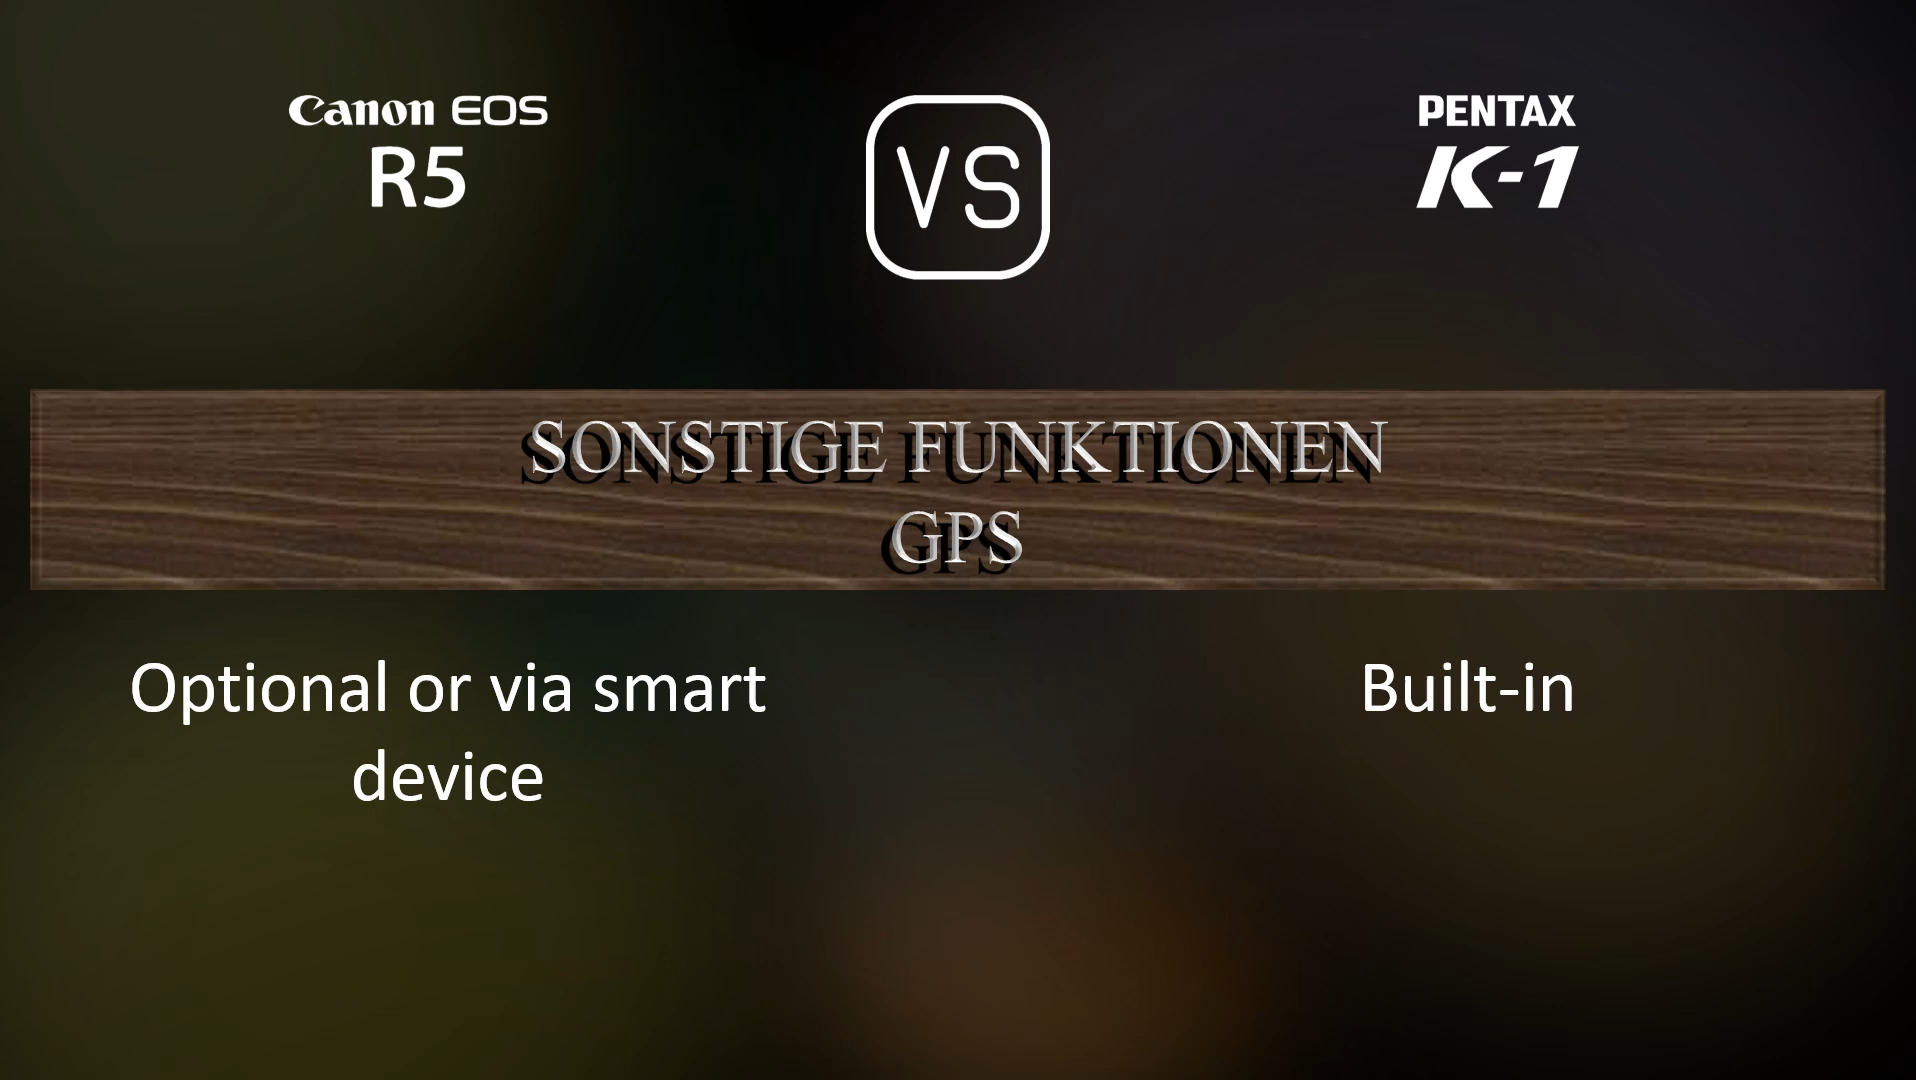 Canon EOS
R5
VS
PENTAX
K-1
SONSTIGE FUNKTIONEN
GPS
Optional or via smart
device
Built-in